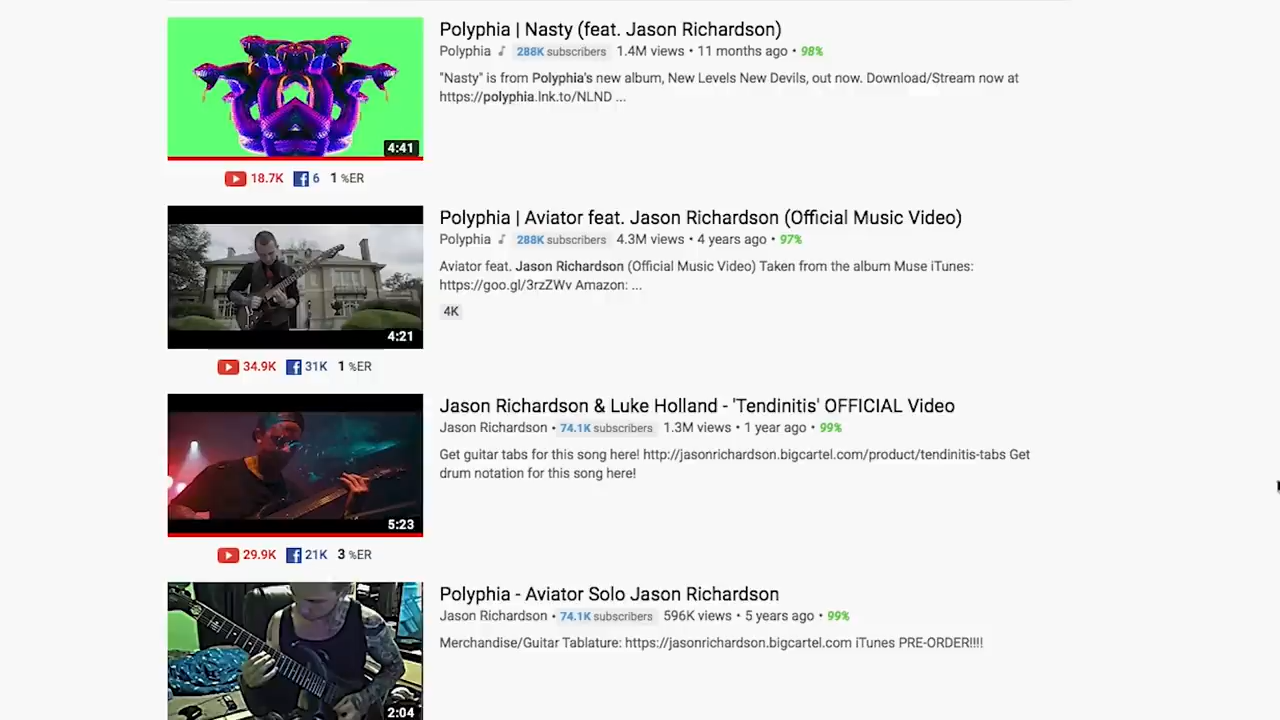 Polyphia | Nasty (feat. Jason Richardson)
Polyphia 288K subscribers 1.4M views • 11 months ago • 98%
"Nasty" is from Polyphia's new album, New Levels New Devils, out now. Download/Stream now at
https://polyphia.lnk.to/NLND ...
4:41
18.7K 6 1 %ER
Polyphia | Aviator feat. Jason Richardson (Official Music Video)
Polyphia 288K subscribers 4.3M views • 4 years ago • 97%
Aviator feat. Jason Richardson (Official Music Video) Taken from the album Muse iTunes:
https://goo.gl/3rzZWv Amazon: ...
4K
4:21
34.9K 31K 1 %ER
Jason Richardson & Luke Holland - 'Tendinitis' OFFICIAL Video
Jason Richardson • 74.1K subscribers 1.3M views • 1 year ago • 99%
Get guitar tabs for this song here! http://jasonrichardson.bigcartel.com/product/tendinitis-tabs Get
drum notation for this song here!
5:23
29.9K 21K 3 %ER
Polyphia - Aviator Solo Jason Richardson
Jason Richardson • 74.1K subscribers 596K views • 5 years ago • 99%
Merchandise/Guitar Tablature: https://jasonrichardson.bigcartel.com iTunes PRE-ORDER!!!!
2:04